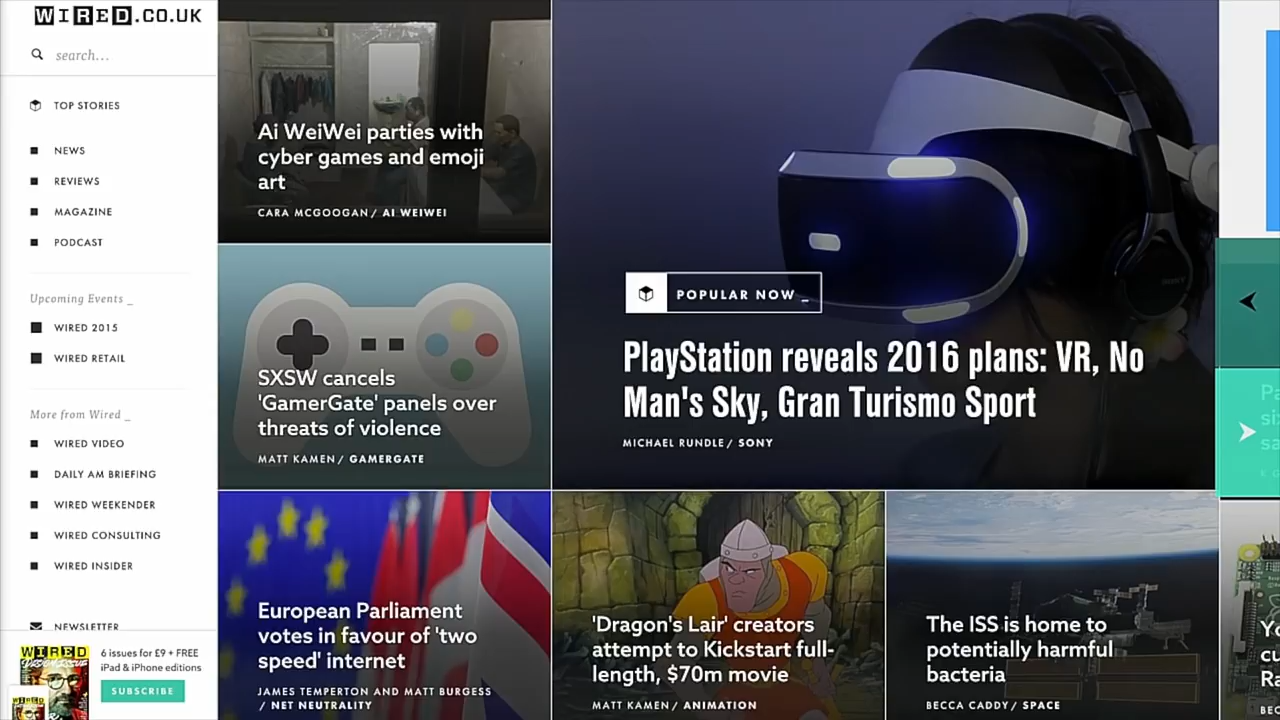 WIRED.CO.UK
search...
TOP STORIES
NEWS
REVIEWS
MAGAZINE
PODCAST
Upcoming Events _
WIRED 2015
WIRED RETAIL
More from Wired _
WIRED VIDEO
DAILY AM BRIEFING
WIRED WEEKENDER
WIRED CONSULTING
WIRED INSIDER
NEWSLETTER
WIRED
6 issues for £9 + FREE
iPad & iPhone editions
SUBSCRIBE
Ai WeiWei parties with
cyber games and emoji
art
CARA MCGOOGAN / AI WEIWEI
SXSW cancels
'GamerGate' panels over
threats of violence
MATT KAMEN / GAMERGATE
POPULAR NOW _
PlayStation reveals 2016 plans: VR, No
Man's Sky, Gran Turismo Sport
MICHAEL RUNDLE / SONY
SONY
European Parliament
votes in favour of 'two
speed' internet
JAMES TEMPERTON AND MATT BURGESS
/ NET NEUTRALITY
'Dragon's Lair' creators
attempt to Kickstart full-
length, $70m movie
MATT KAMEN / ANIMATION
The ISS is home to
potentially harmful
bacteria
BECCA CADDY / SPACE